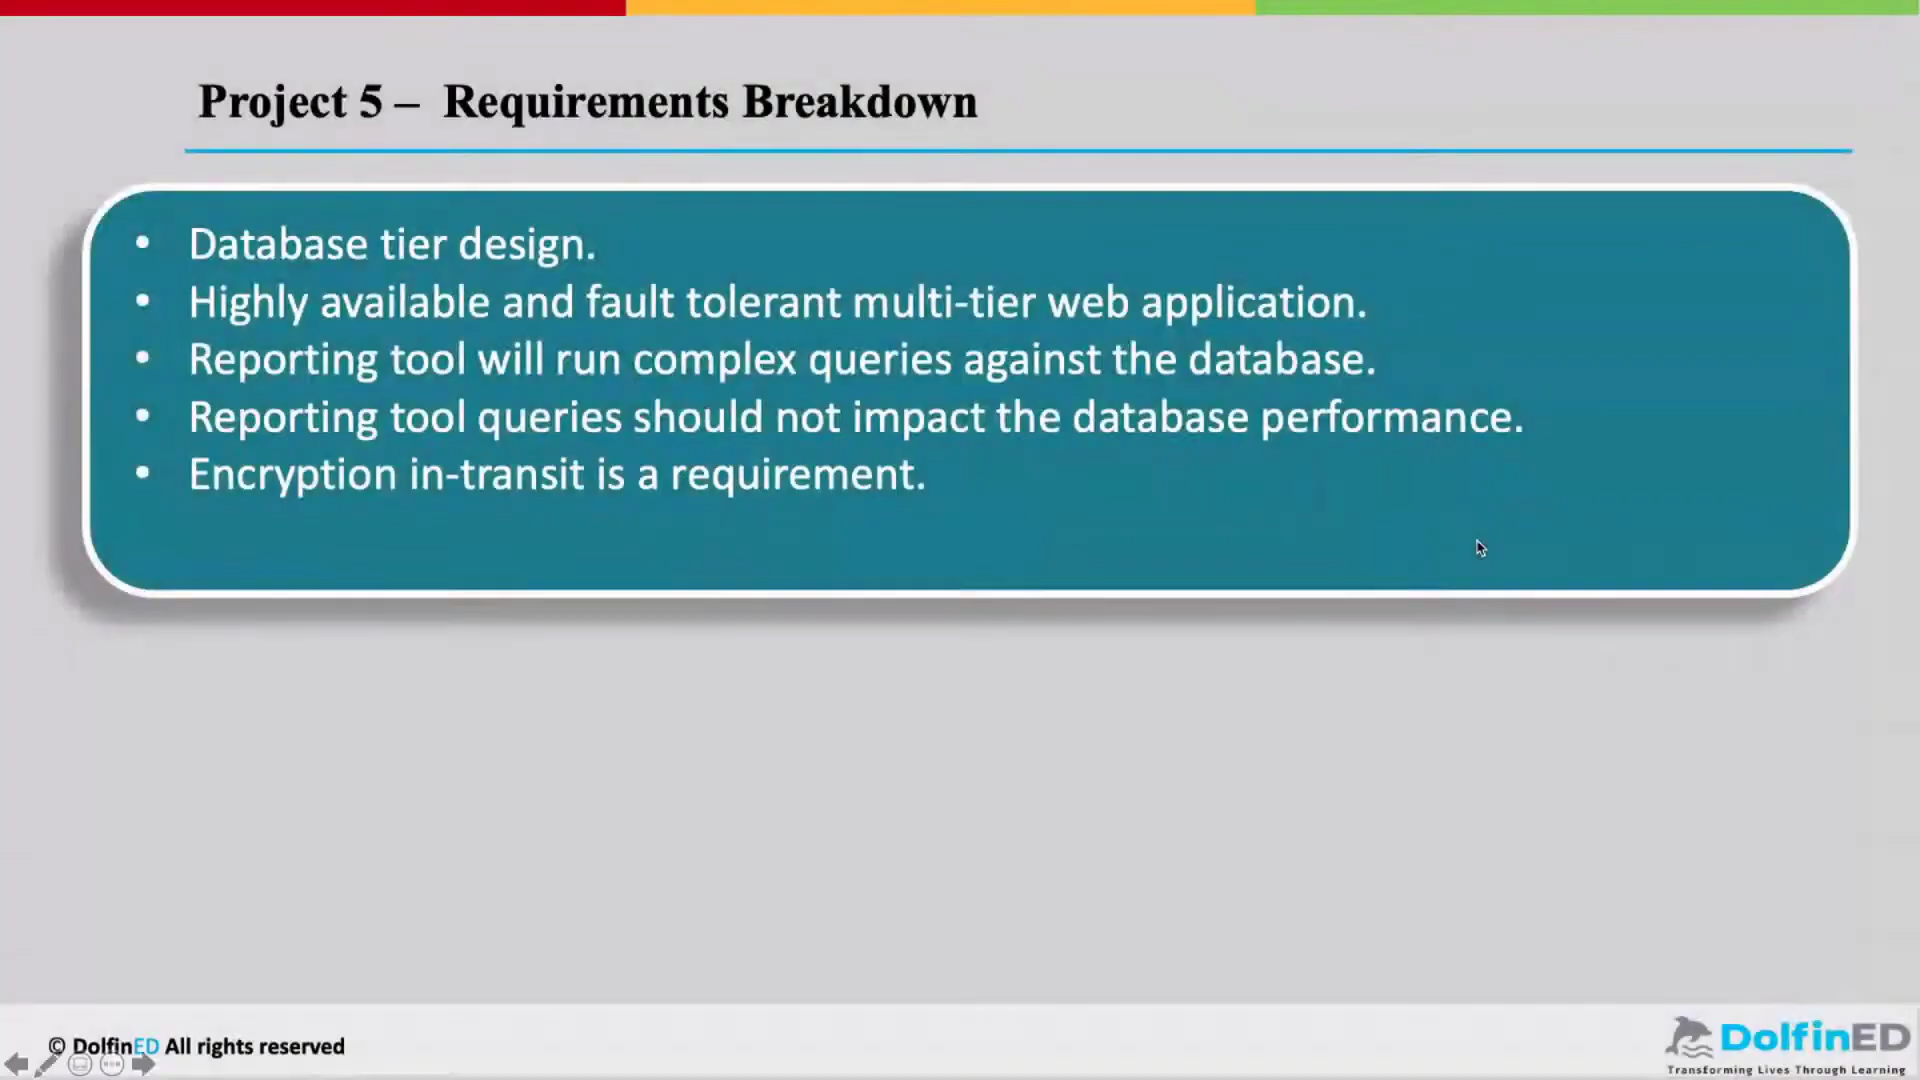 Project 5 – Requirements Breakdown
• Database tier design.
• Highly available and fault tolerant multi-tier web application.
• Reporting tool will run complex queries against the database.
• Reporting tool queries should not impact the database performance.
• Encryption in-transit is a requirement.
© DolfinED All rights reserved
DolfinED
Transforming Lives Through Learning